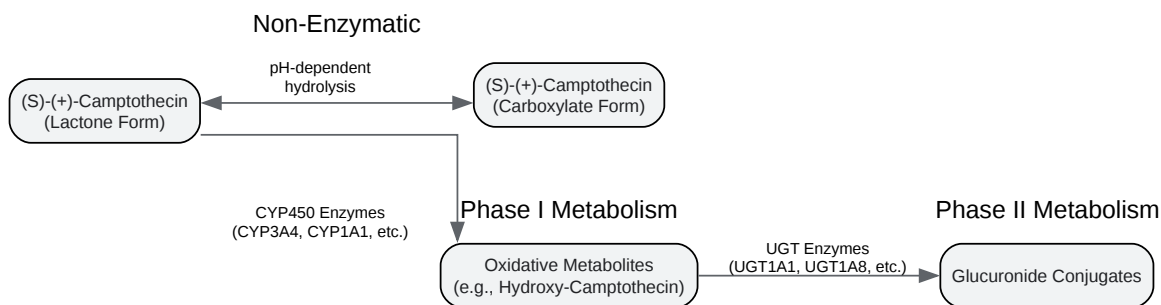 Non-Enzymatic
pH-dependent
hydrolysis
(S)-(+)-Camptothecin
(Lactone Form)
(S)-(+)-Camptothecin
(Carboxylate Form)
CYP450 Enzymes
(CYP3A4, CYP1A1, etc.)
Phase I Metabolism
Oxidative Metabolites
(e.g., Hydroxy-Camptothecin)
UGT Enzymes
(UGT1A1, UGT1A8, etc.)
Phase II Metabolism
Glucuronide Conjugates